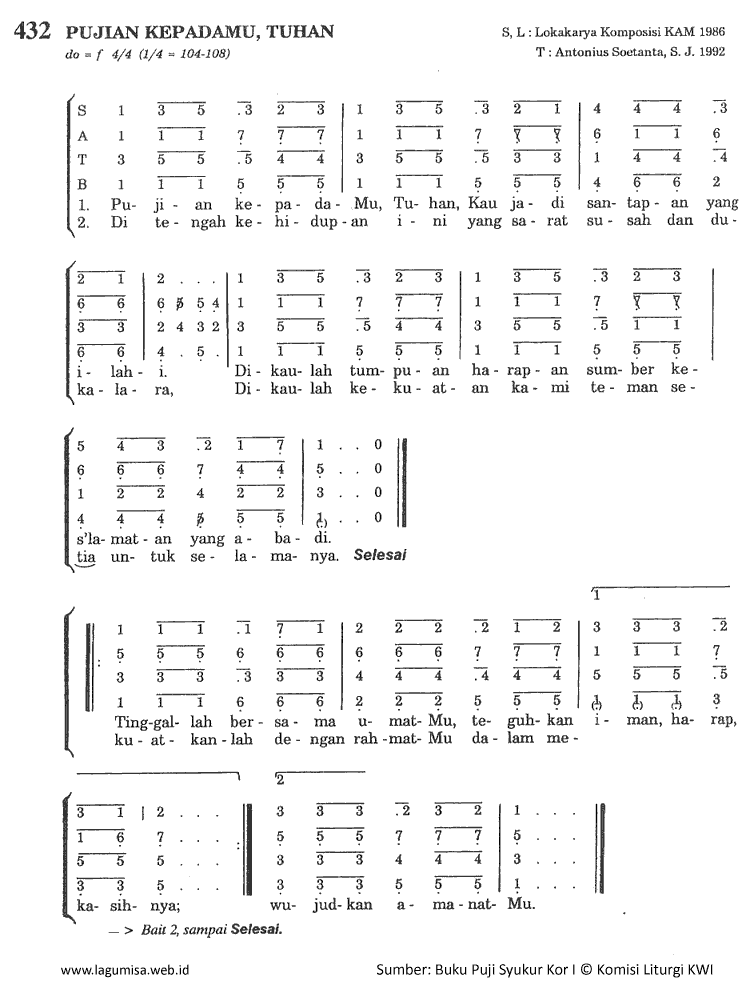 432 PUJIAN KEPADAMU, TUHAN
S, L : Lokakarya Komposisi KAM 1986
do = f 4/4 (1/4 = 104-108)
T : Antonius Soetanta, S. J. 1992
S 1 3 5 .3 2 3 | 1 3 5 .3 2 1 | 4 4 4 .3
A 1 1 1 7 7 7 | 1 1 1 7 7 7 | 6 1 1 6
T 3 5 5 .5 4 4 | 3 5 5 .5 3 3 | 1 4 4 .4
B 1 1 1 5 5 5 | 1 1 1 5 5 5 | 4 6 6 2
1. Pu- ji - an ke - pa - da - Mu, Tu - han, Kau ja - di san- tap - an yang
2. Di te - ngah ke - hi - dup - an i - ni yang sa - rat su - sah dan du -
2 1 | 2 . . . | 1 3 5 .3 2 3 | 1 3 5 .3 2 3 |
6 6 | 6 5 4 | 1 1 1 7 7 7 | 1 1 1 7 7 7
3 3 | 2 4 3 2 | 3 5 5 .5 4 4 | 3 5 5 .5 1 1
6 6 | 4 . 5 . | 1 1 1 5 5 5 | 1 1 1 5 5 5
i - lah - i. Di - kau- lah tum- pu - an ha - rap - an sum- ber ke -
ka - la - ra, Di - kau - lah ke - ku - at - an ka - mi te - man se -
5 4 3 .2 1 7 | 1 . . 0
6 6 6 7 4 4 | 5 . . 0
1 2 2 4 2 2 | 3 . . 0
4 4 4 5 5 | 1 . . 0
s'la- mat - an yang a - ba - di.
tia un- tuk se - la - ma- nya. Selesai
1
1 1 1 .1 7 1 | 2 2 2 .2 1 2 | 3 3 3 .2
5 5 5 6 6 6 | 6 6 6 7 7 7 | 1 1 1 7
3 3 3 .3 3 3 | 4 4 4 .4 4 4 | 5 5 5 .5
1 1 1 6 6 6 | 2 2 2 5 5 5 | 1 1 1 3
Ting-gal- lah ber - sa - ma u- mat- Mu, te- guh- kan i - man, ha - rap,
ku - at - kan - lah de - ngan rah - mat- Mu da - lam me -
2
3 1 | 2 . . . 3 3 3 .2 3 2 | 1 . . .
1 6 7 . . . 5 5 5 7 7 7 | 5 . . .
5 5 5 . . . 3 3 3 4 4 4 | 3 . . .
3 3 5 . . . 3 3 3 5 5 5 | 1 . . .
ka- sih- nya; wu- jud- kan a - ma - nat- Mu.
— > Bait 2, sampai Selesai.
www.lagumisa.web.id
Sumber: Buku Puji Syukur Kor I © Komisi Liturgi KWI